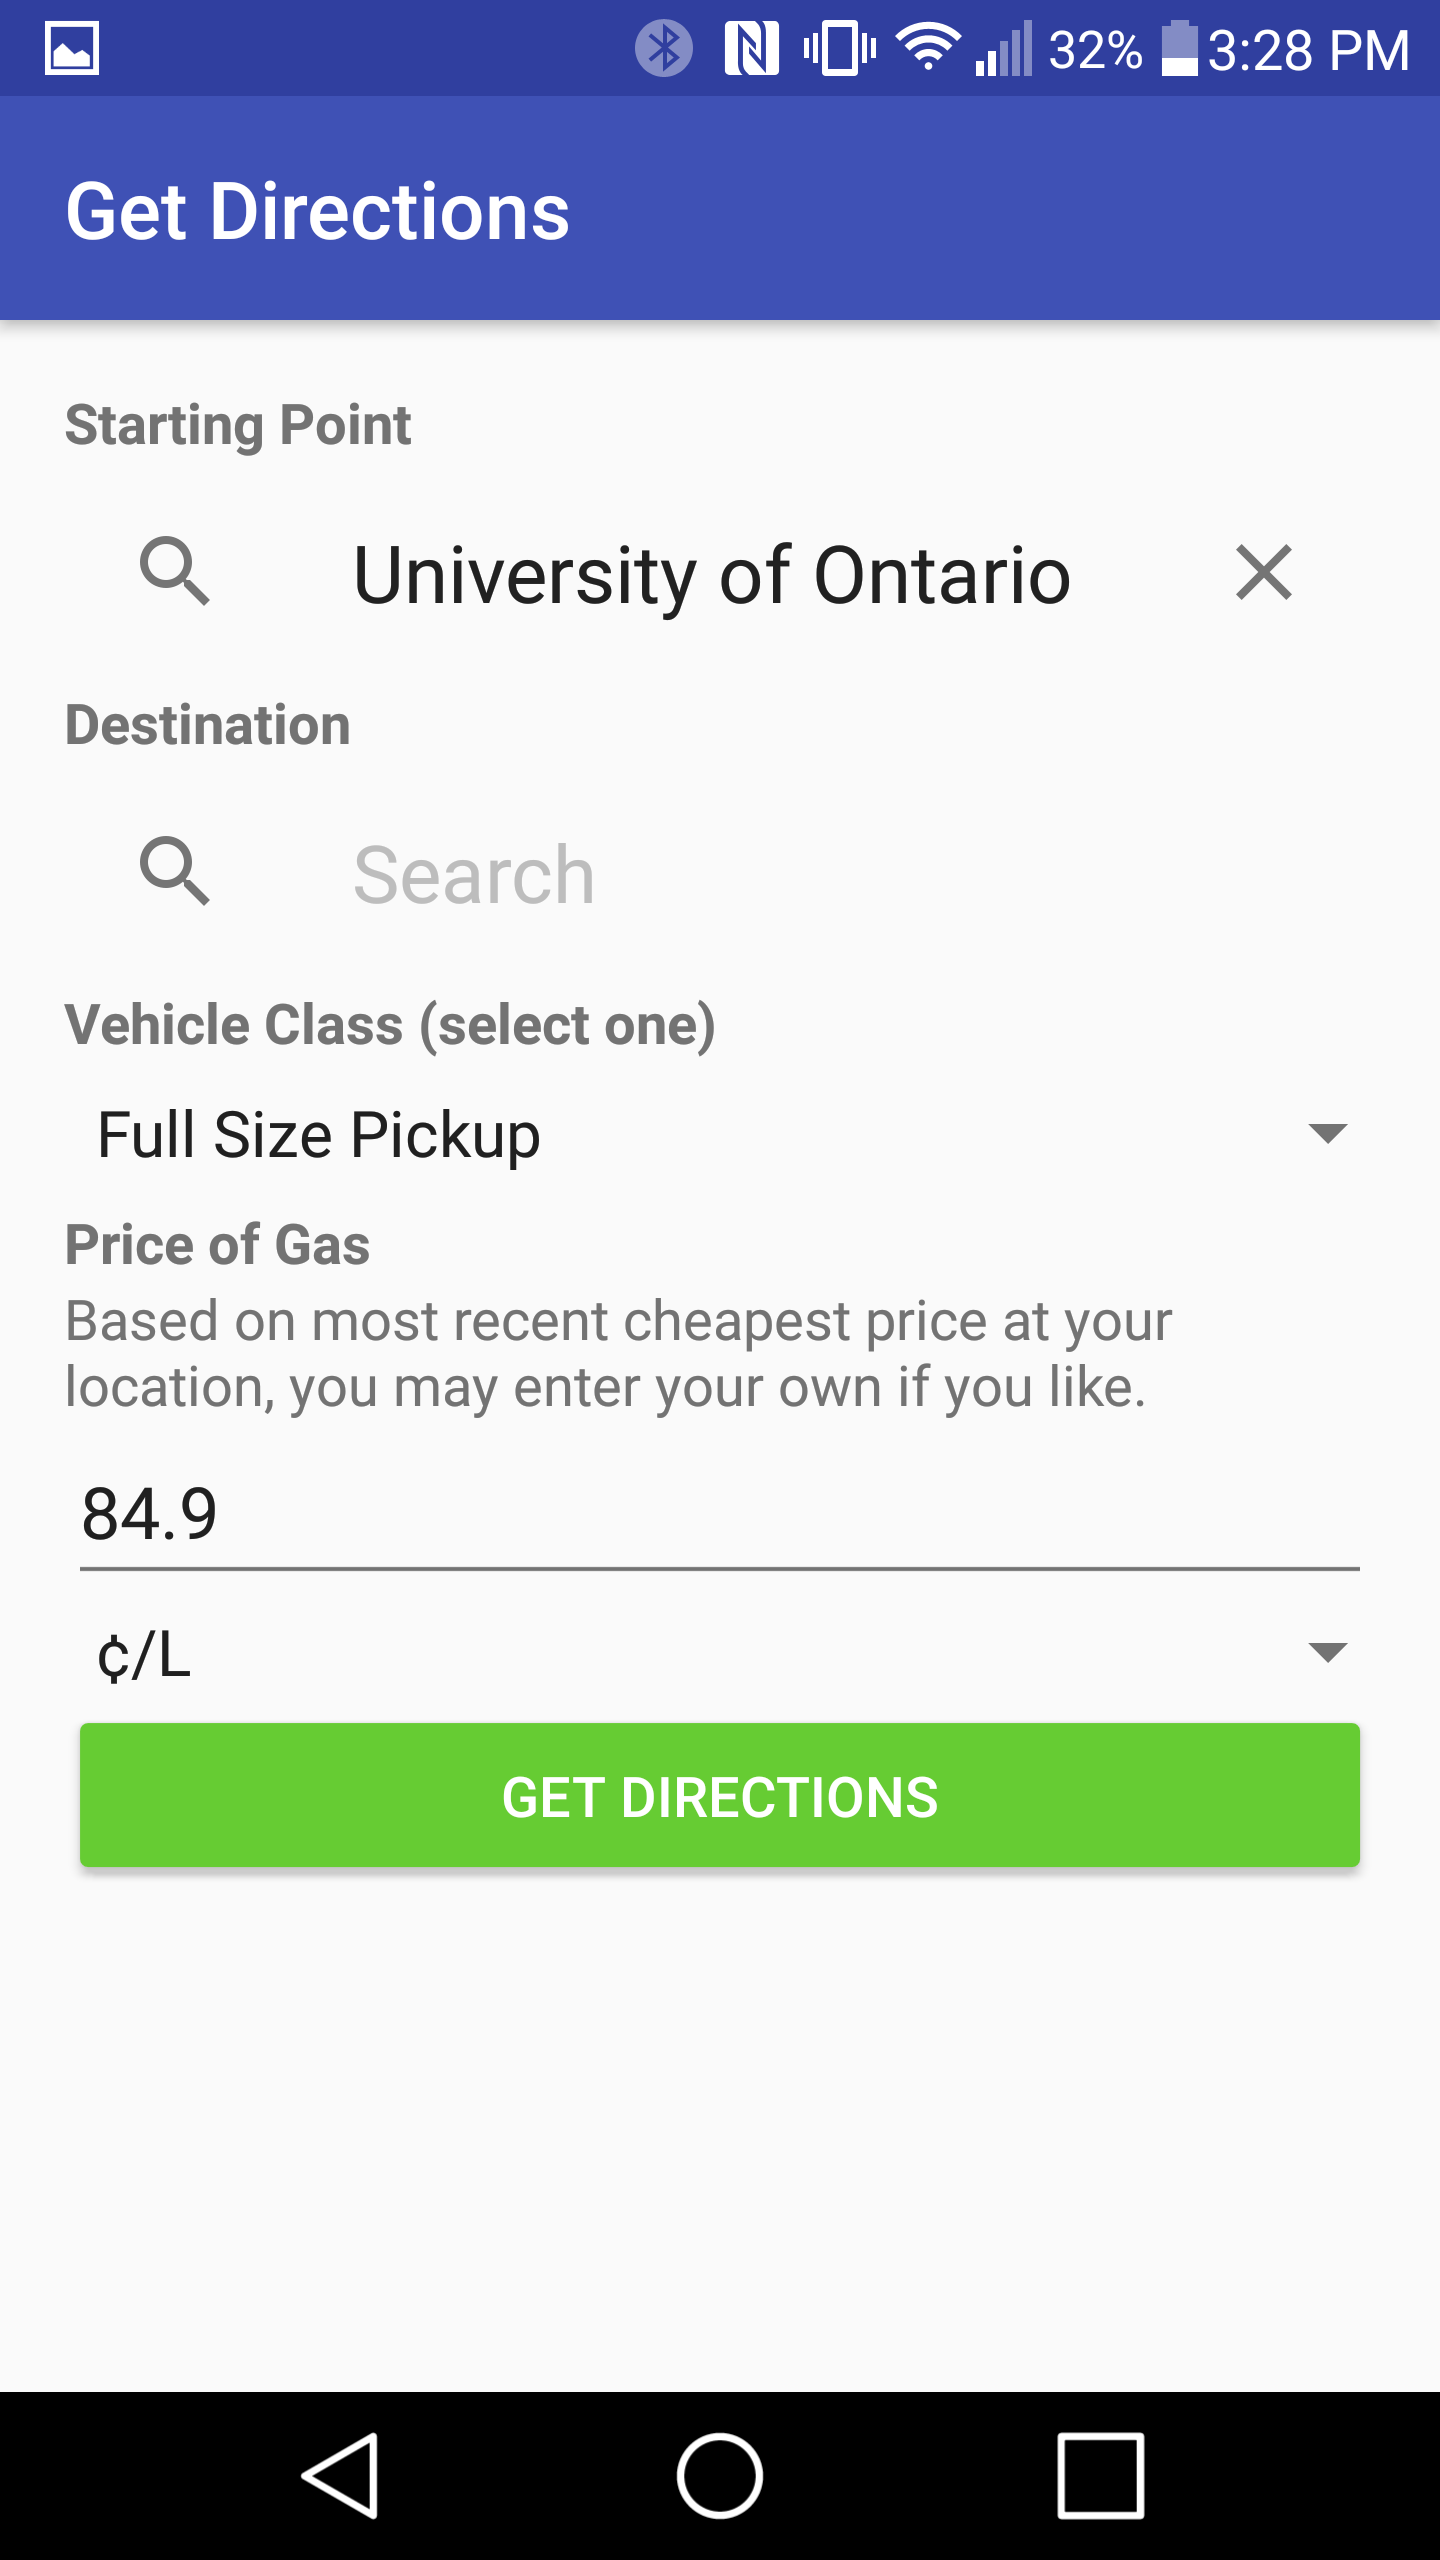 32% 3:28 PM
Get Directions
Starting Point
University of Ontario
Destination
Search
Vehicle Class (select one)
Full Size Pickup
Price of Gas
Based on most recent cheapest price at your
location, you may enter your own if you like.
84.9
¢/L
GET DIRECTIONS